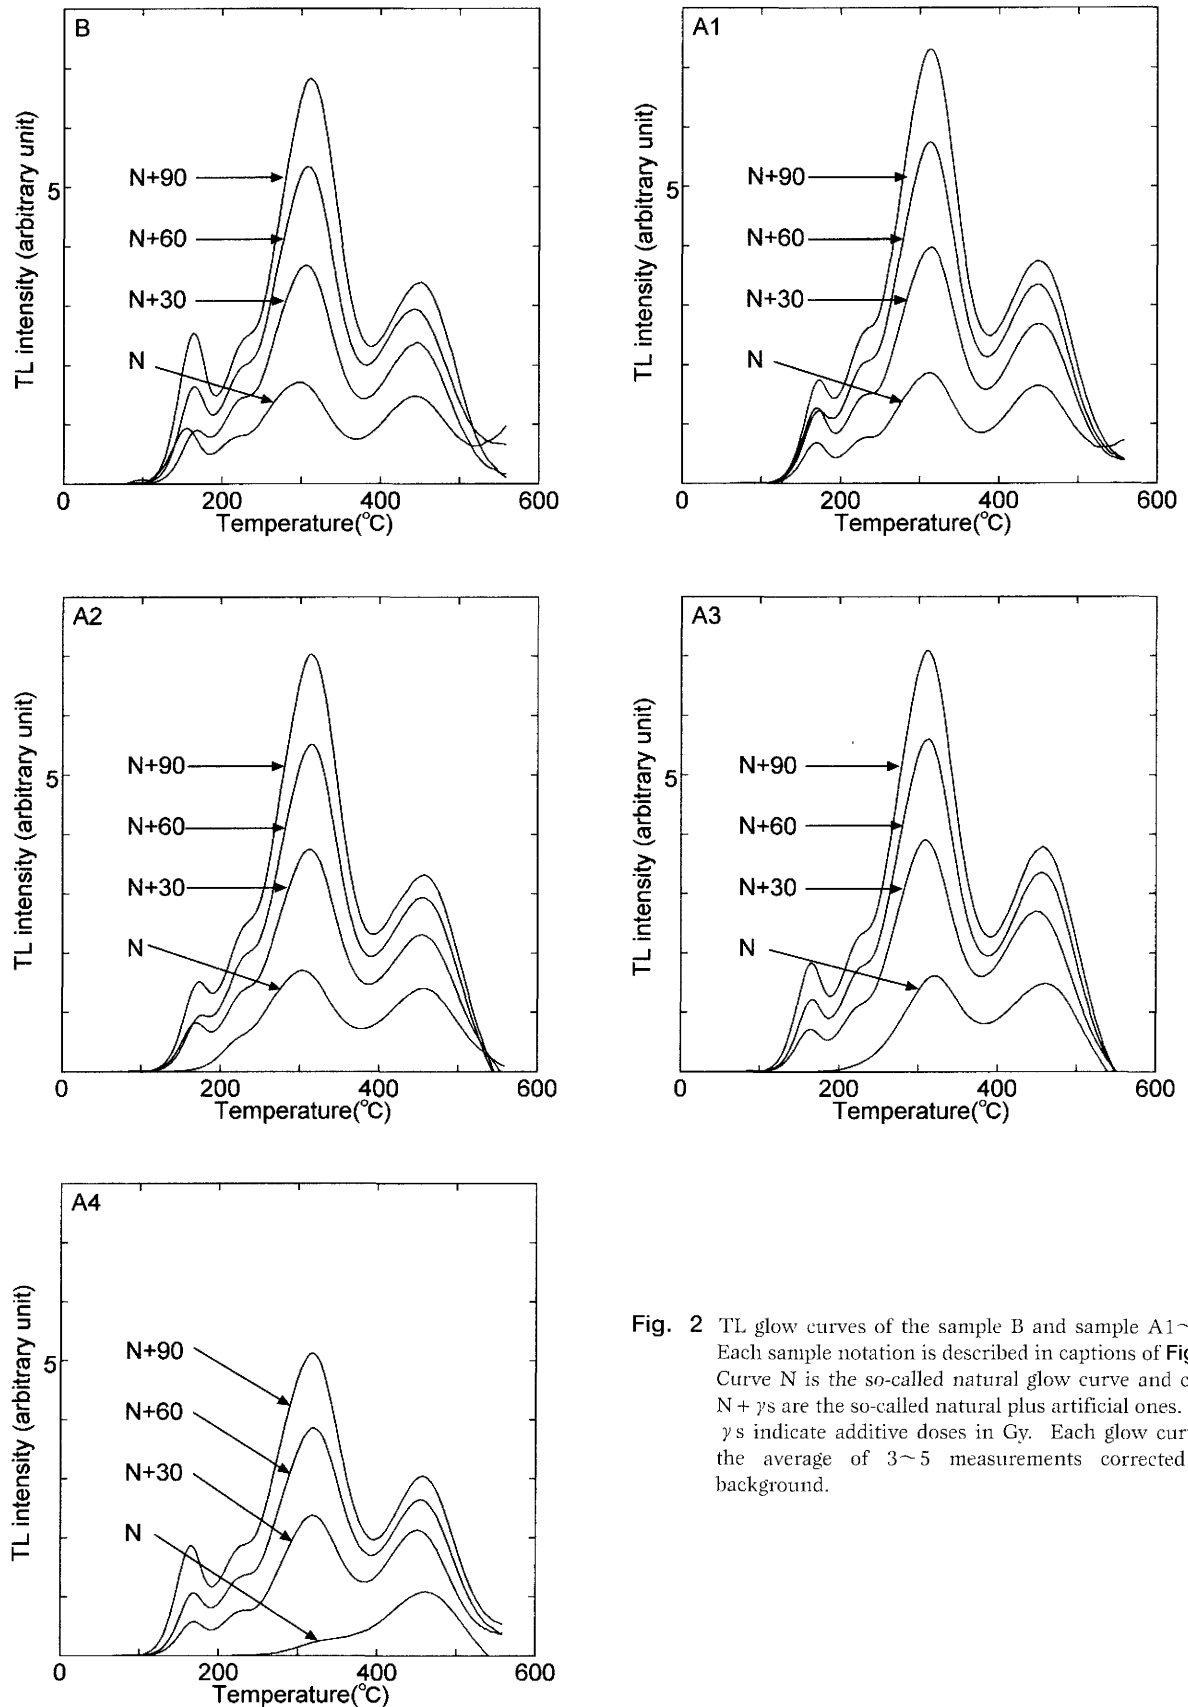 B
TL intensity (arbitrary unit)
5
N+90
N+60
N+30
N
0 200 400 600
Temperature(°C)
A1
TL intensity (arbitrary unit)
5
N+90
N+60
N+30
N
0 200 400 600
Temperature(°C)
A2
TL intensity (arbitrary unit)
5
N+90
N+60
N+30
N
0 200 400 600
Temperature(°C)
A3
TL intensity (arbitrary unit)
5
N+90
N+60
N+30
N
0 200 400 600
Temperature(°C)
A4
TL intensity (arbitrary unit)
5
N+90
N+60
N+30
N
0 200 400 600
Temperature(°C)
Fig. 2 TL glow curves of the sample B and sample A1~
Each sample notation is described in captions of Fig
Curve N is the so-called natural glow curve and c
N + γs are the so-called natural plus artificial ones.
γs indicate additive doses in Gy. Each glow cur
the average of 3~5 measurements corrected
background.